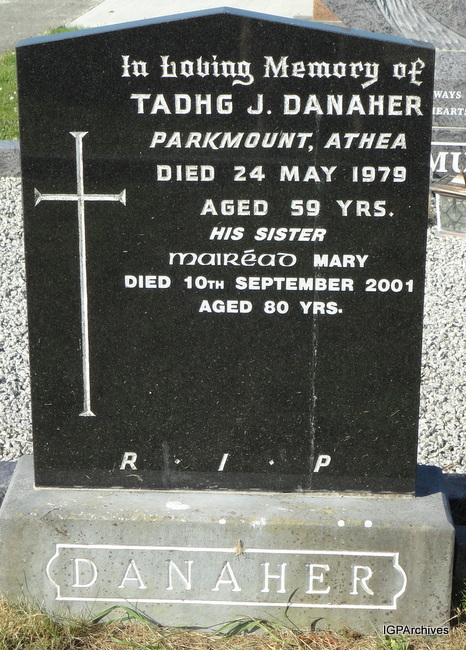 In Loving Memory of
TADHG J. DANAHER
PARKMOUNT, ATHEA
DIED 24 MAY 1979
AGED 59 YRS.
HIS SISTER
Mairéad MARY
DIED 10TH SEPTEMBER 2001
AGED 80 YRS.
R · I · P
DANAHER
IGPArchives